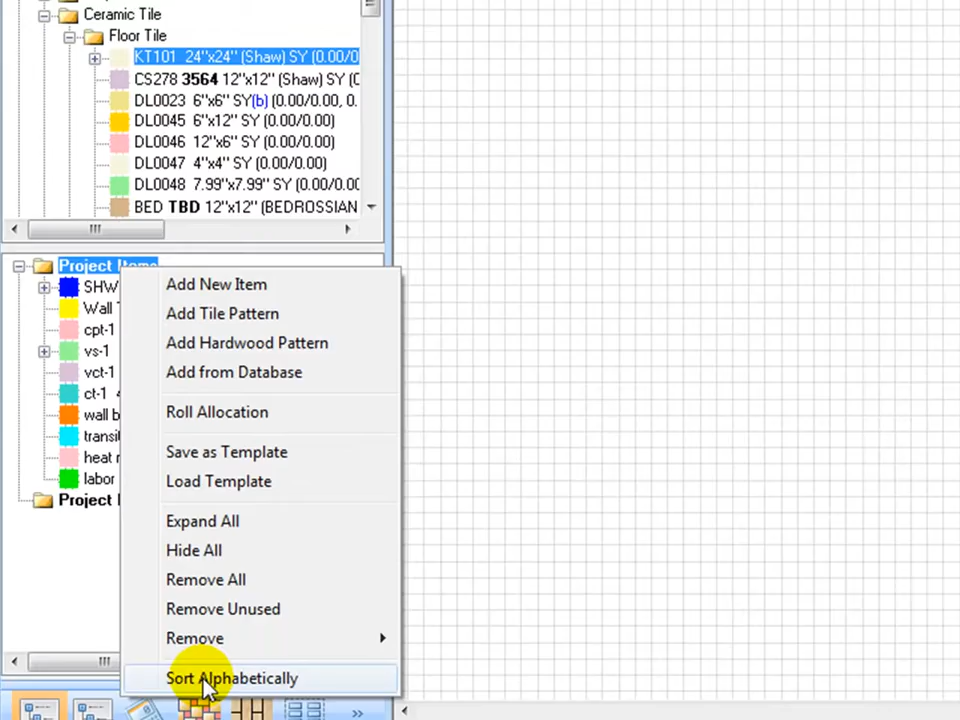 Ceramic Tile
Floor Tile
KT101 24"x24" (Shaw) SY (0.00/0
CS278 3564 12"x12" (Shaw) SY (0
DL0023 6"x6" SY(b) (0.00/0.00, 0.
DL0045 6"x12" SY (0.00/0.00)
DL0046 12"x6" SY (0.00/0.00)
DL0047 4"x4" SY (0.00/0.00)
DL0048 7.99"x7.99" SY (0.00/0.00
BED TBD 12"x12" (BEDROSSIAN
Project Items
SHW
Wall
cpt-1
vs-1
vct-1
ct-1 4
wall b
transit
heat
labor
Project
Add New Item
Add Tile Pattern
Add Hardwood Pattern
Add from Database
Roll Allocation
Save as Template
Load Template
Expand All
Hide All
Remove All
Remove Unused
Remove
Sort Alphabetically